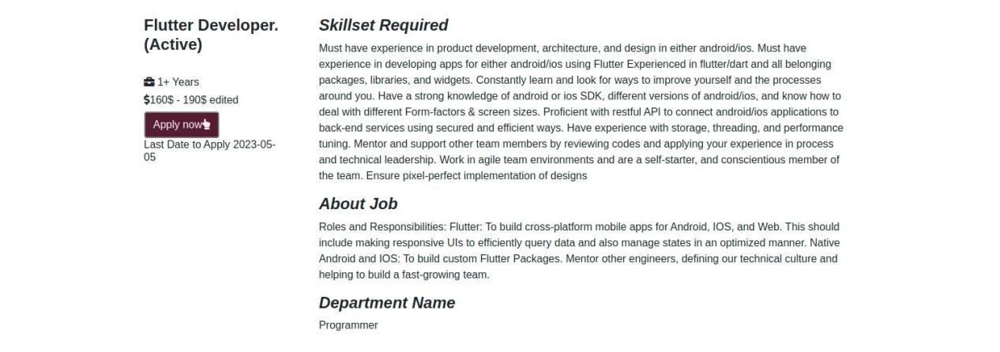 Flutter Developer.
(Active)
1+ Years
$160$ - 190$ edited
Apply now
Last Date to Apply 2023-05-
05
Skillset Required
Must have experience in product development, architecture, and design in either android/ios. Must have
experience in developing apps for either android/ios using Flutter Experienced in flutter/dart and all belonging
packages, libraries, and widgets. Constantly learn and look for ways to improve yourself and the processes
around you. Have a strong knowledge of android or ios SDK, different versions of android/ios, and know how to
deal with different Form-factors & screen sizes. Proficient with restful API to connect android/ios applications to
back-end services using secured and efficient ways. Have experience with storage, threading, and performance
tuning. Mentor and support other team members by reviewing codes and applying your experience in process
and technical leadership. Work in agile team environments and are a self-starter, and conscientious member of
the team. Ensure pixel-perfect implementation of designs
About Job
Roles and Responsibilities: Flutter: To build cross-platform mobile apps for Android, IOS, and Web. This should
include making responsive UIs to efficiently query data and also manage states in an optimized manner. Native
Android and IOS: To build custom Flutter Packages. Mentor other engineers, defining our technical culture and
helping to build a fast-growing team.
Department Name
Programmer